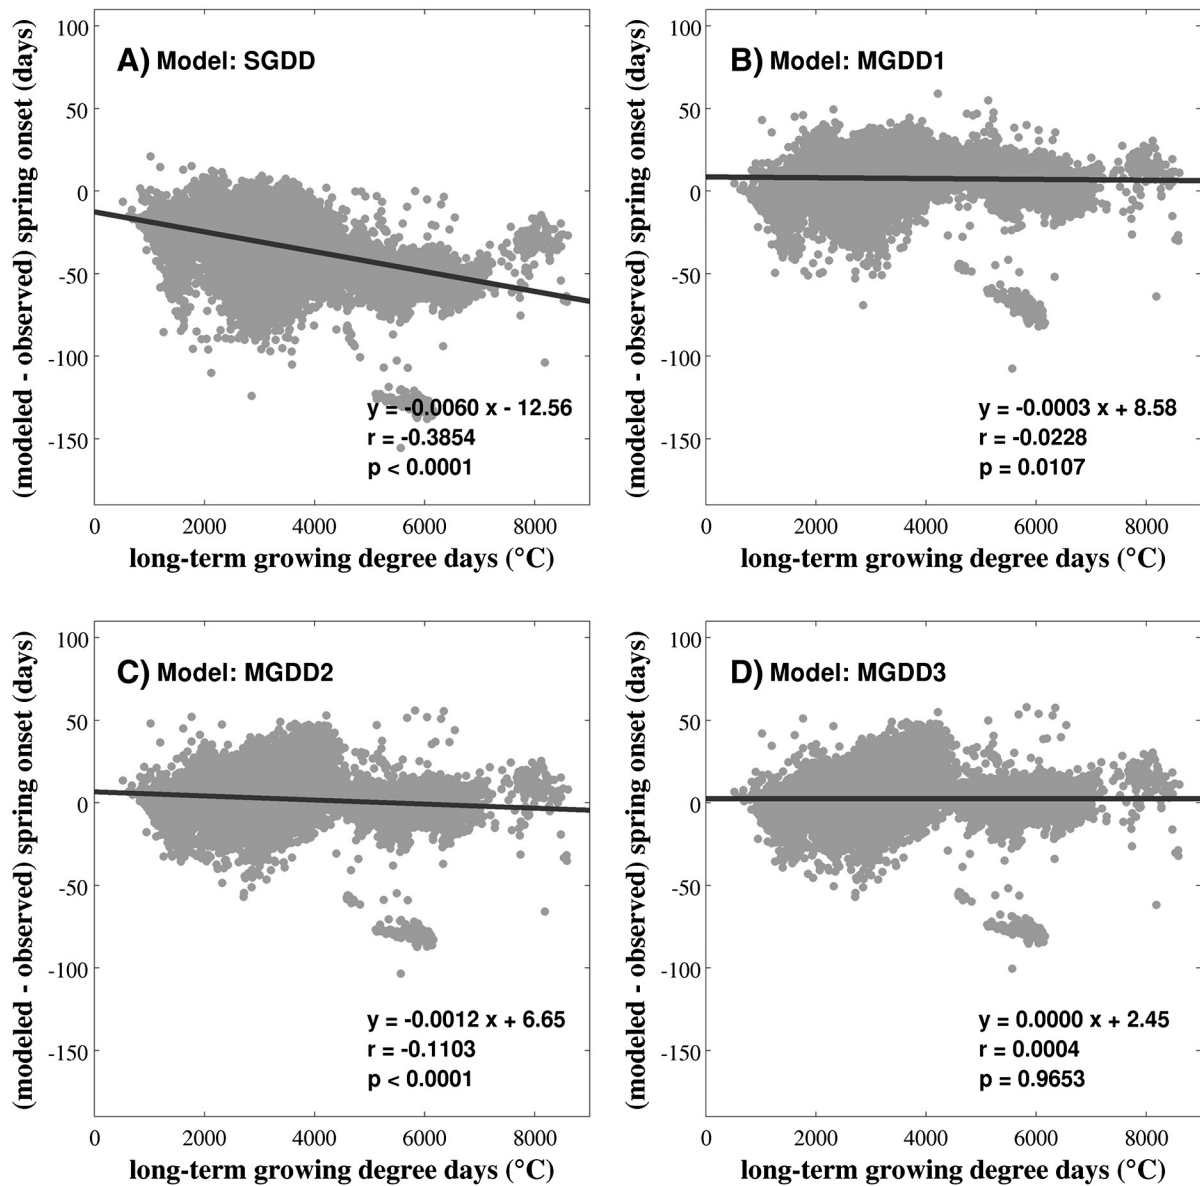 A) Model: SGDD
(modeled - observed) spring onset (days)
100
50
0
-50
-100
-150
y = -0.0060 x - 12.56
r = -0.3854
p < 0.0001
0 2000 4000 6000 8000
long-term growing degree days (°C)
B) Model: MGDD1
(modeled - observed) spring onset (days)
100
50
0
-50
-100
-150
y = -0.0003 x + 8.58
r = -0.0228
p = 0.0107
0 2000 4000 6000 8000
long-term growing degree days (°C)
C) Model: MGDD2
(modeled - observed) spring onset (days)
100
50
0
-50
-100
-150
y = -0.0012 x + 6.65
r = -0.1103
p < 0.0001
0 2000 4000 6000 8000
long-term growing degree days (°C)
D) Model: MGDD3
(modeled - observed) spring onset (days)
100
50
0
-50
-100
-150
y = 0.0000 x + 2.45
r = 0.0004
p = 0.9653
0 2000 4000 6000 8000
long-term growing degree days (°C)